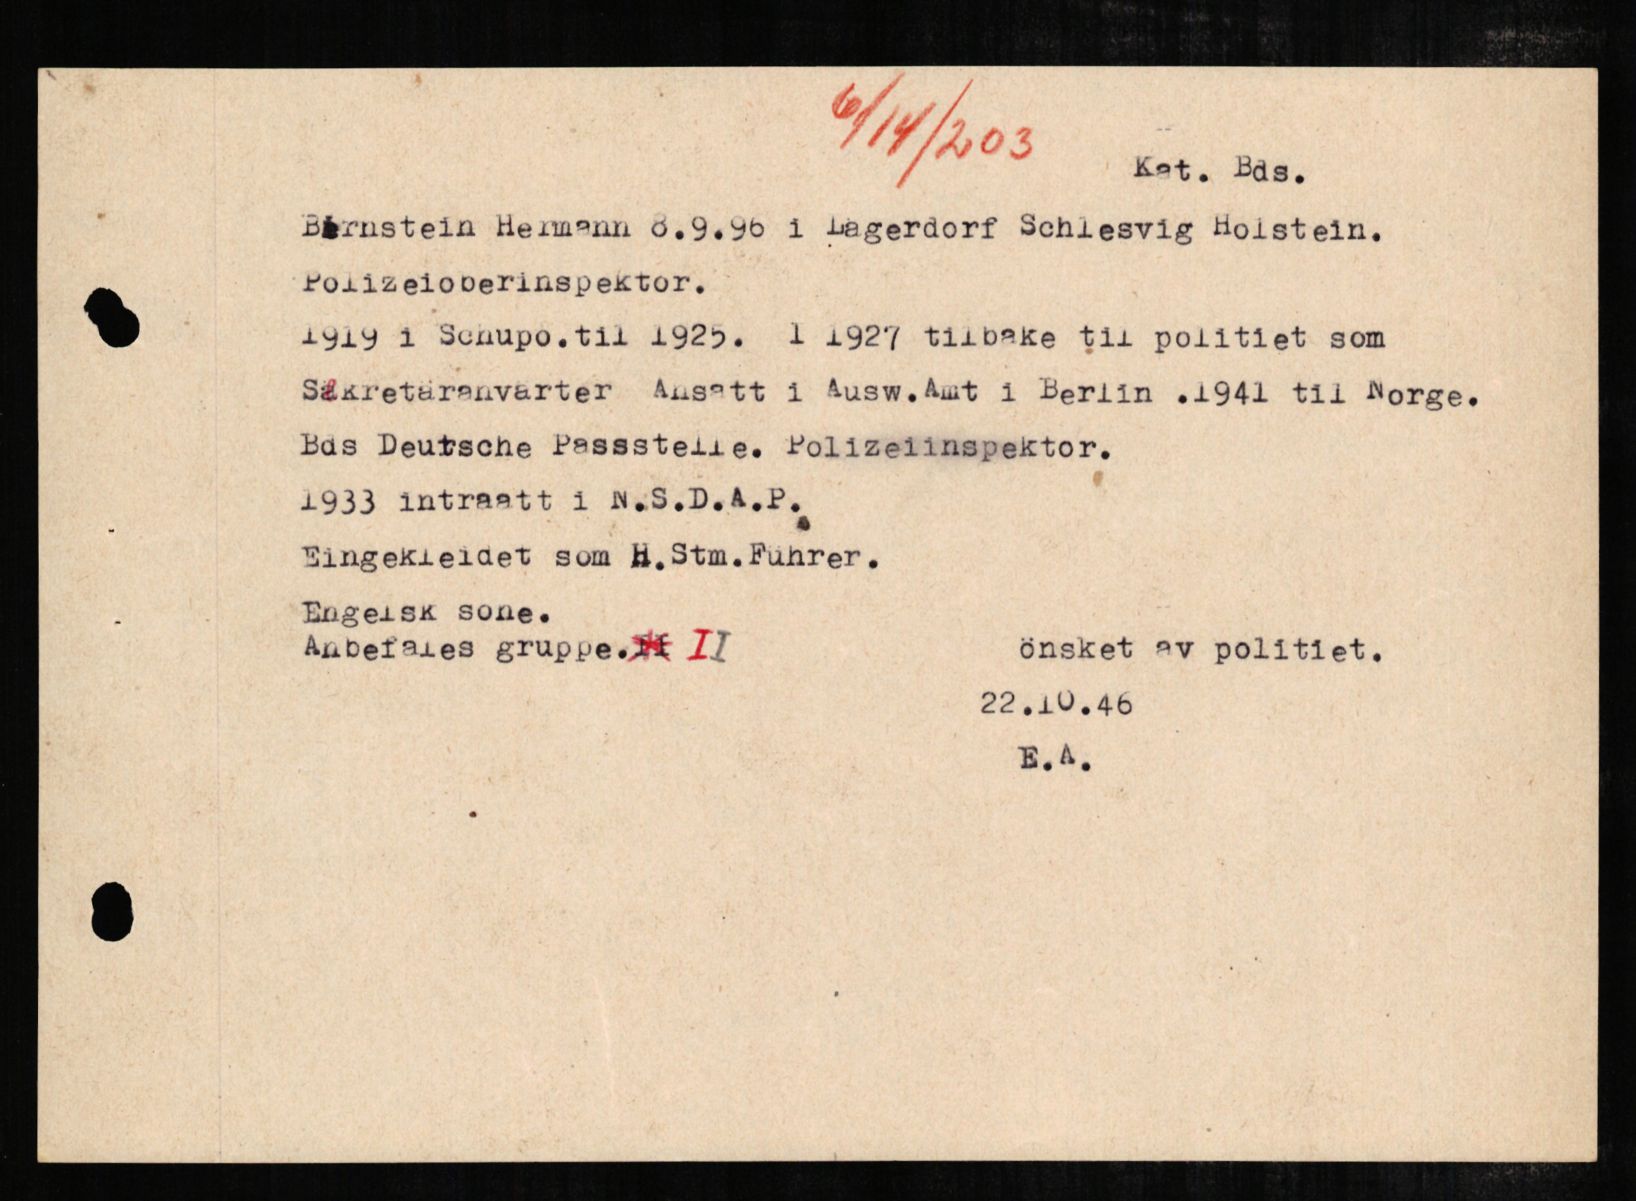 6/14/203
Kat. Bds.
Bernstein Hermann 8.9.96 i Lägerdorf Schlesvig Holstein.
Polizeioberinspektor.
1919 i Schupo.til 1925. I 1927 tilbake til politiet som
Sekretäranvärter Ansatt i Ausw.Amt i Berlin .1941 til Norge.
Bds Deutsche Passstelle. Polizeiinspektor.
1933 intraatt i N.S.D.A.P.
Eingekleidet som H.Stm.Führer.
Engelsk sone.
Anbefales gruppe. II önsket av politiet.
22.10.46
E.A.